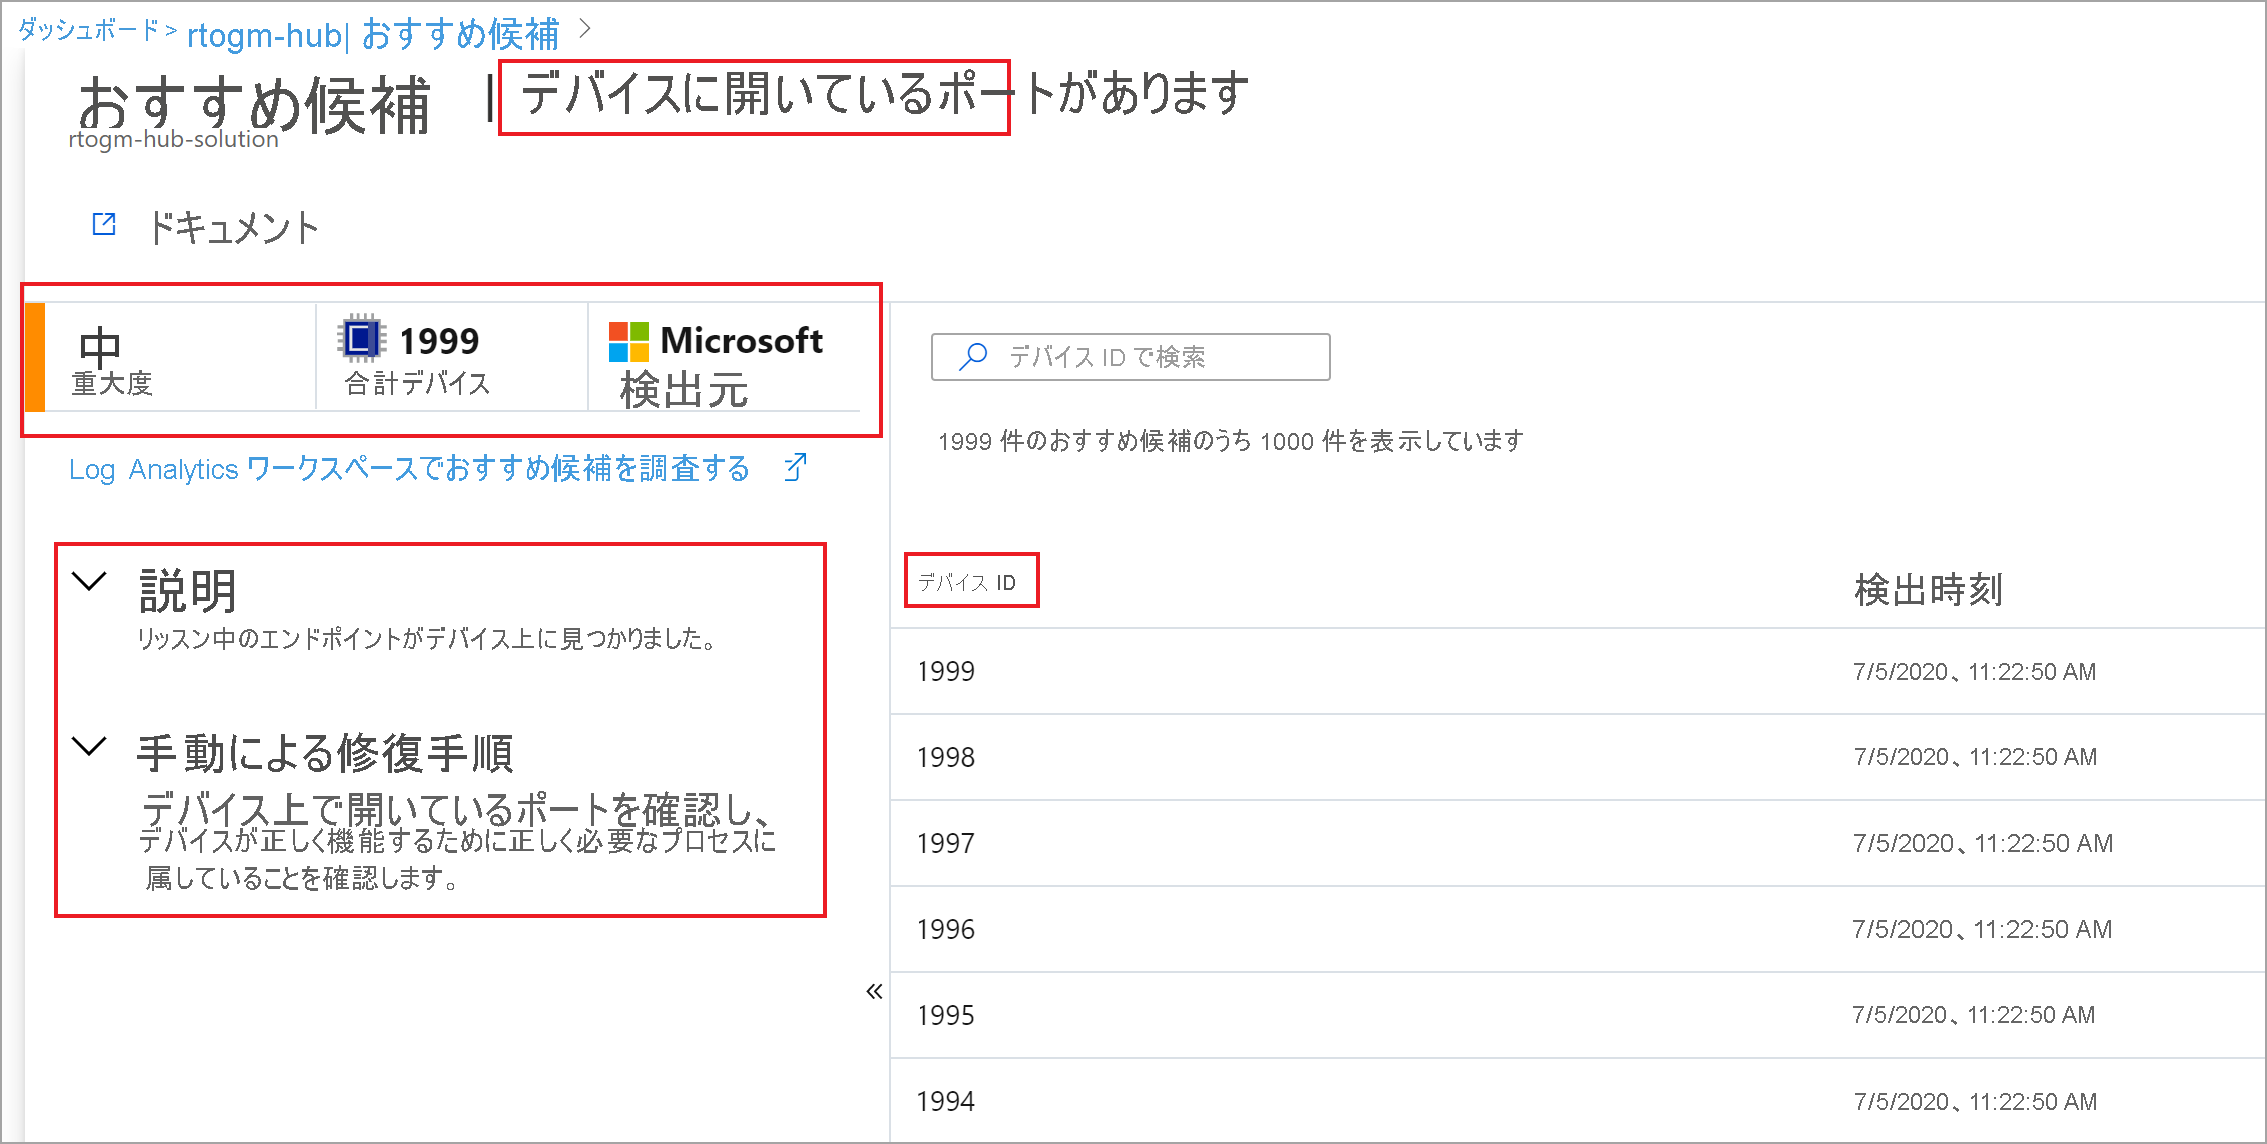 ダッシュボード > rtogm-hub| おすすめ候補 >
おすすめ候補 | デバイスに開いているポートがあります
rtogm-hub-solution
ドキュメント
中
重大度
1999
合計デバイス
Microsoft
検出元
Log Analytics ワークスペースでおすすめ候補を調査する
説明
リッスン中のエンドポイントがデバイス上に見つかりました。
手動による修復手順
デバイス上で開いているポートを確認し、
デバイスが正しく機能するために正しく必要なプロセスに
属していることを確認します。
«
デバイス ID で検索
1999 件のおすすめ候補のうち 1000 件を表示しています
デバイス ID 検出時刻
1999 7/5/2020、11:22:50 AM
1998 7/5/2020、11:22:50 AM
1997 7/5/2020、11:22:50 AM
1996 7/5/2020、11:22:50 AM
1995 7/5/2020、11:22:50 AM
1994 7/5/2020、11:22:50 AM